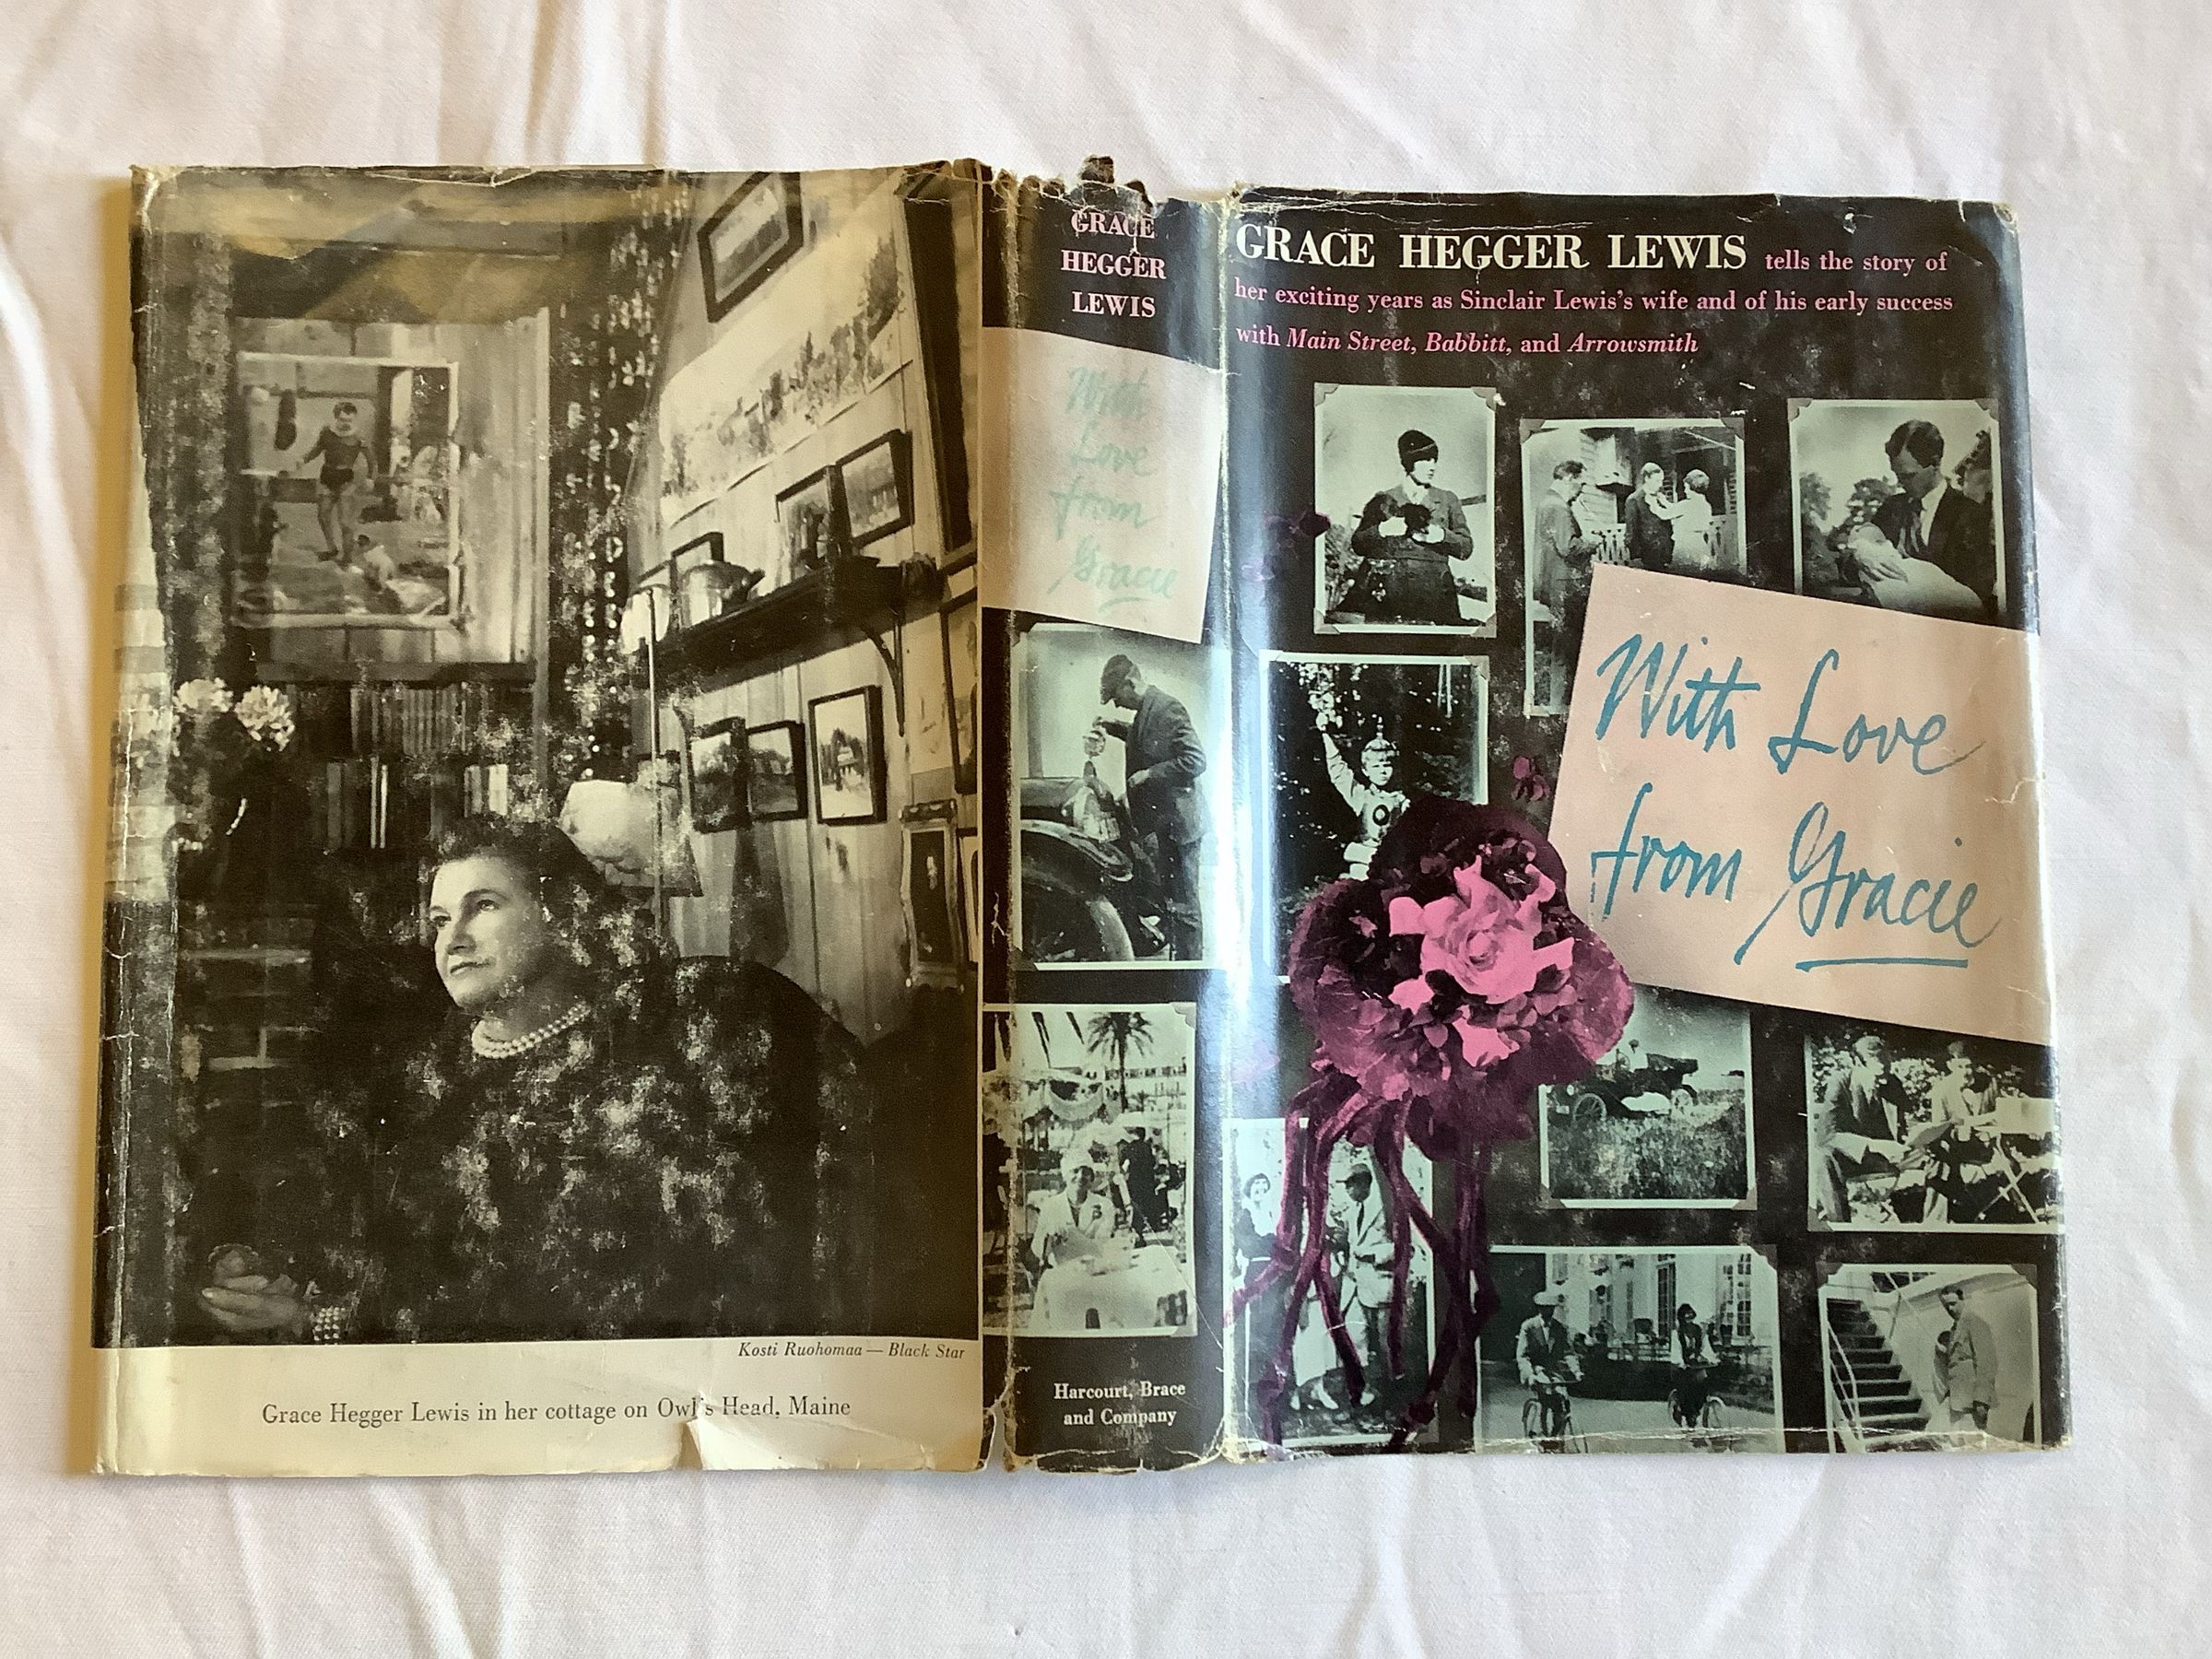 Kosti Ruohomaa — Black Star
Grace Hegger Lewis in her cottage on Owl's Head, Maine
GRACE
HEGGER
LEWIS
With
Love
from
Gracie
Harcourt, Brace
and Company
GRACE HEGGER LEWIS tells the story of
her exciting years as Sinclair Lewis's wife and of his early success
with Main Street, Babbitt, and Arrowsmith
With Love
from Gracie